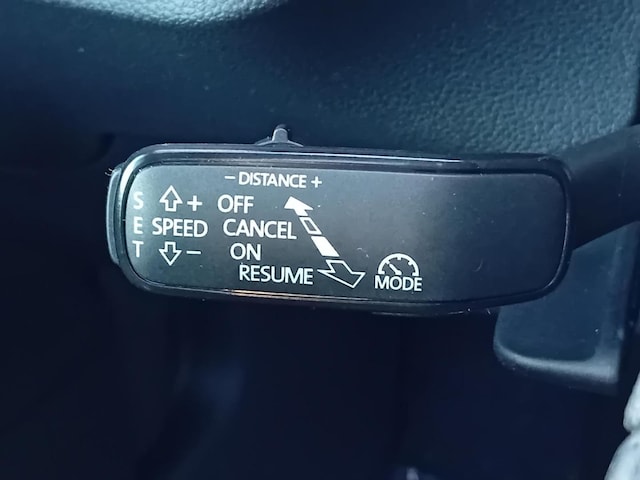 - DISTANCE +
S + OFF
E SPEED CANCEL
T - ON
RESUME
MODE